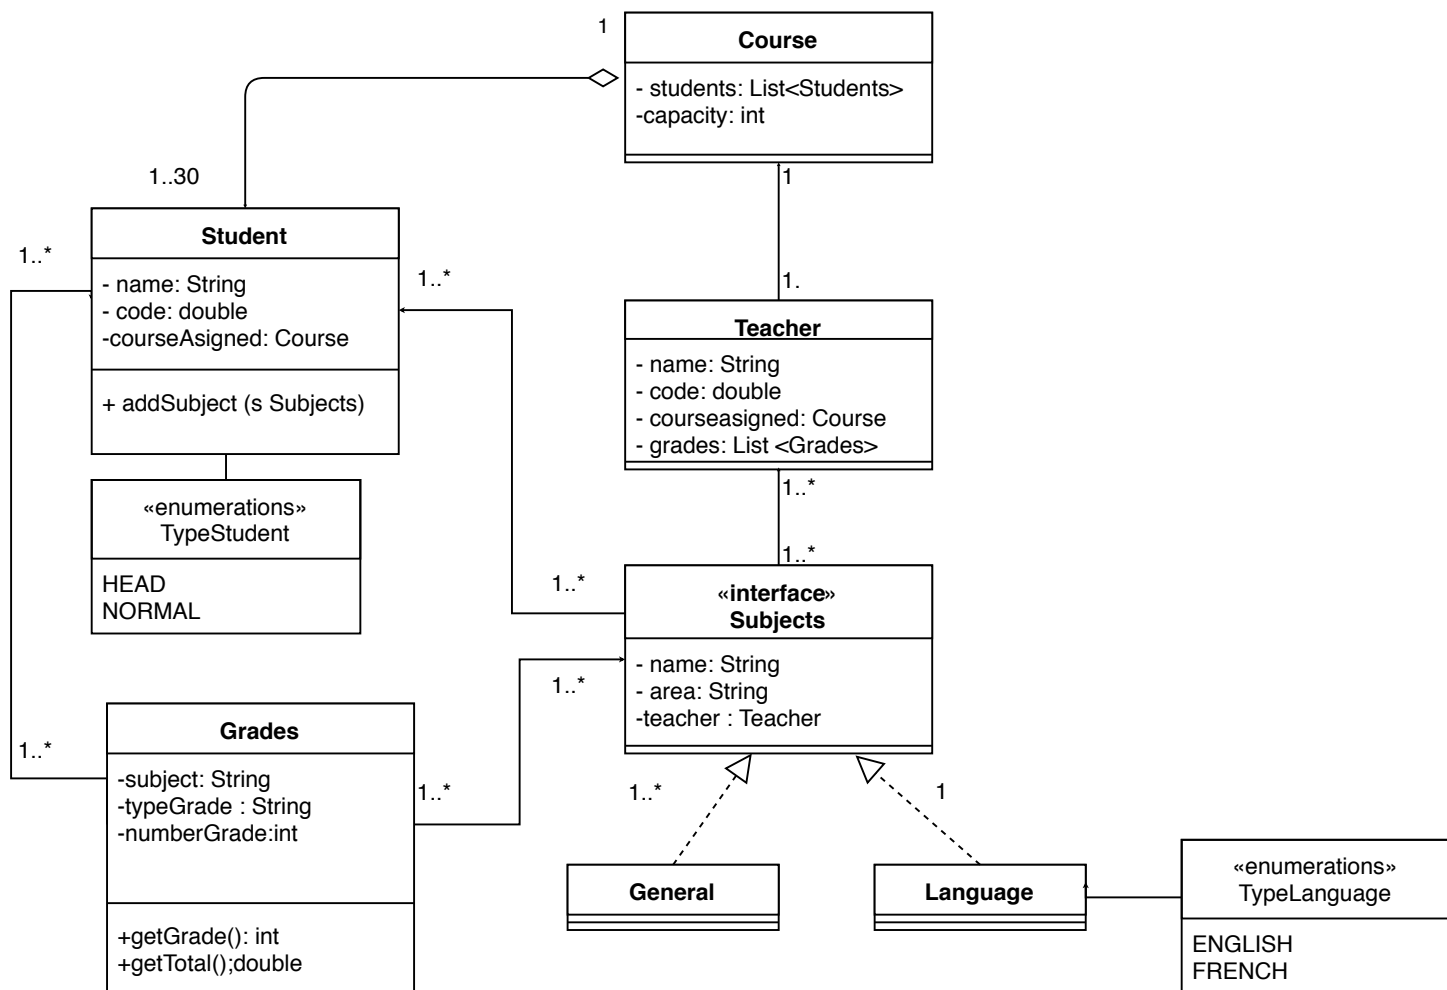 1
Course
- students: List<Students>
-capacity: int
1..30
1
Student
1..*
- name: String
- code: double
-courseAsigned: Course
+ addSubject (s Subjects)
1..*
1.
Teacher
- name: String
- code: double
- courseasigned: Course
- grades: List <Grades>
«enumerations»
TypeStudent
HEAD
NORMAL
1..*
1..*
1..*
«interface»
Subjects
- name: String
- area: String
-teacher : Teacher
1..*
Grades
1..*
-subject: String
-typeGrade : String
-numberGrade:int
+getGrade(): int
+getTotal();double
1..*
1..*
1
General
Language
«enumerations»
TypeLanguage
ENGLISH
FRENCH